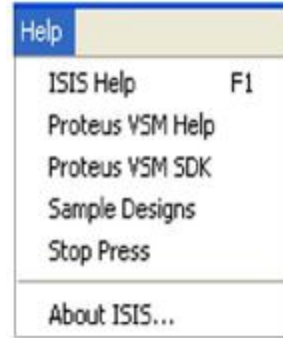 Help
ISIS Help F1
Proteus VSM Help
Proteus VSM SDK
Sample Designs
Stop Press
About ISIS...